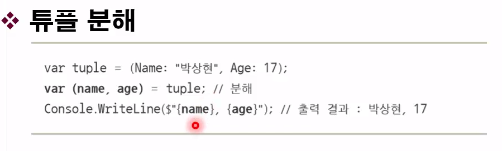 ❖ 튜플 분해
var tuple = (Name: "박상현", Age: 17);
var (name, age) = tuple; // 분해
Console.WriteLine($"{name}, {age}"); // 출력 결과 : 박상현, 17